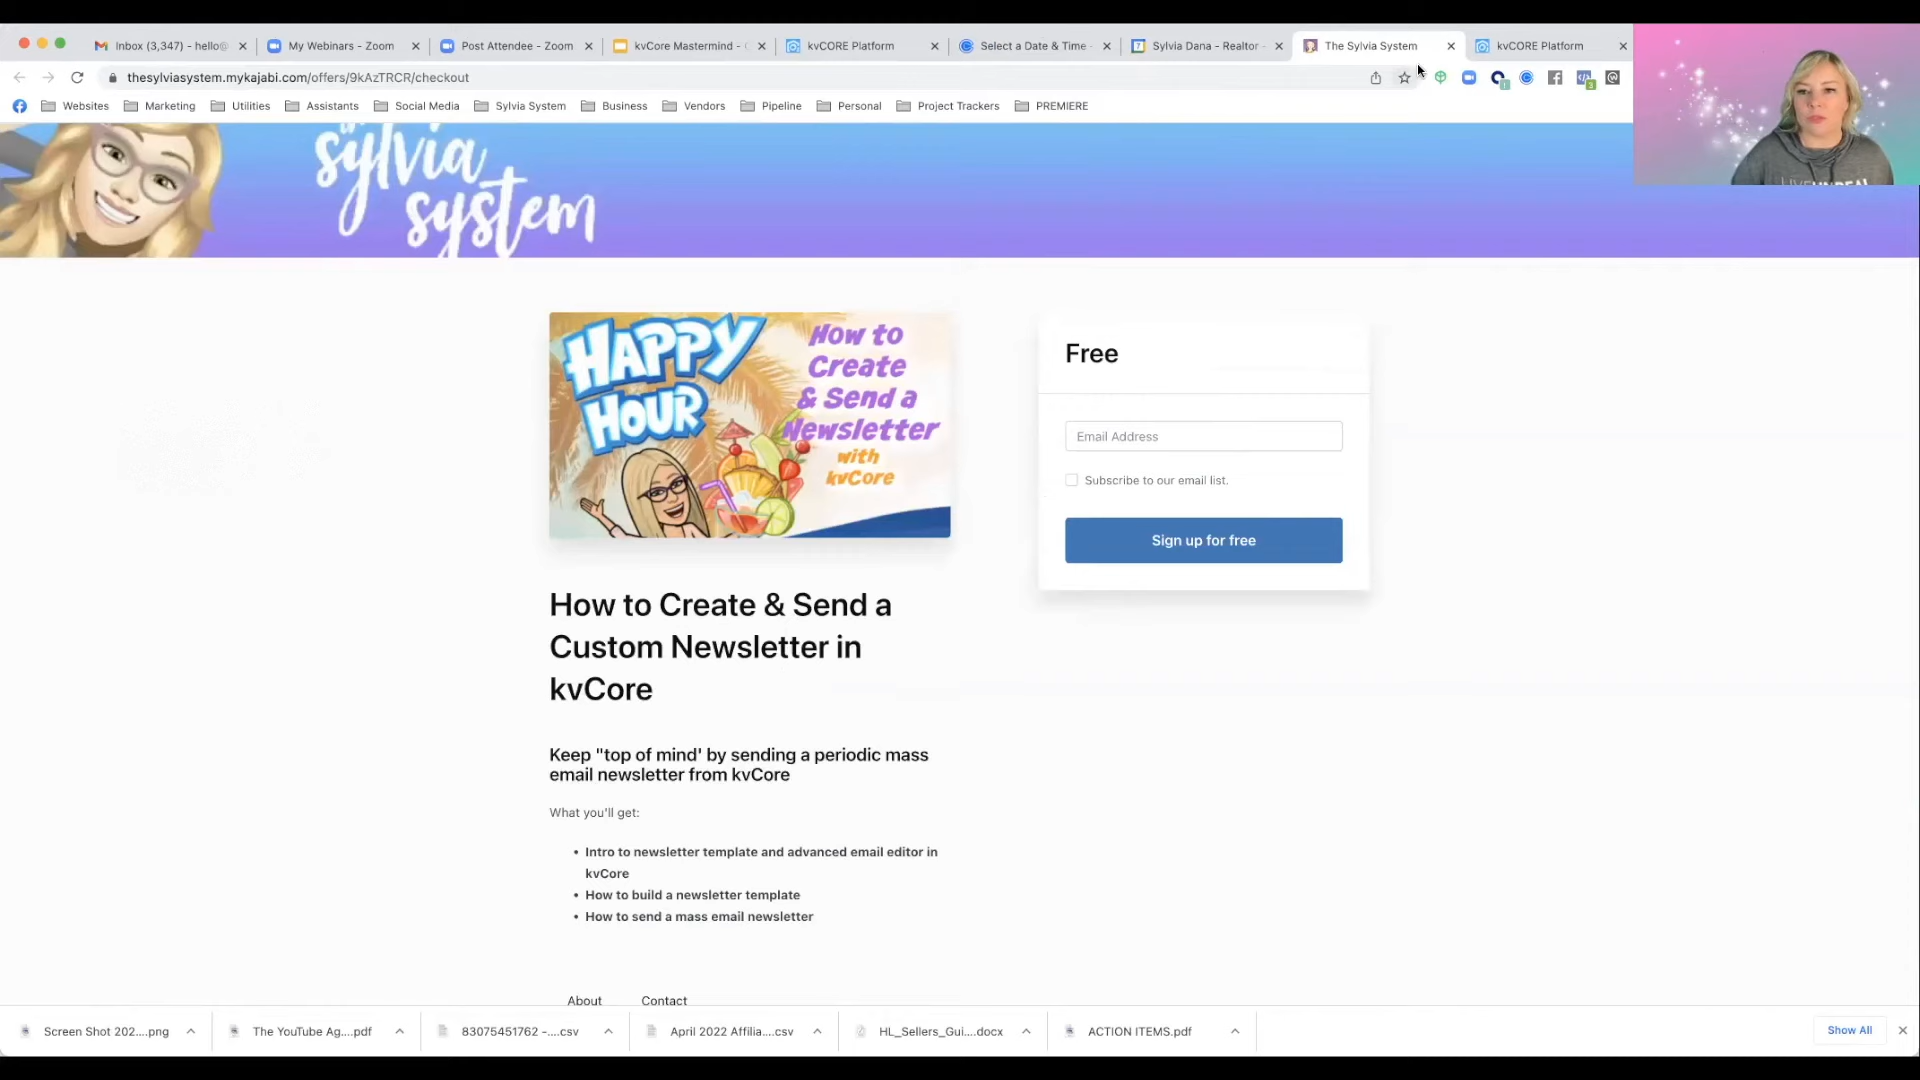 Inbox (3,347) - hello@
My Webinars - Zoom
Post Attendee - Zoom
kvCore Mastermind -
kvCORE Platform
Select a Date & Time
Sylvia Dana - Realtor -
The Sylvia System
kvCORE Platform
thesylviasystem.mykajabi.com/offers/9kAzTRCR/checkout
Websites
Marketing
Utilities
Assistants
Social Media
Sylvia System
Business
Vendors
Pipeline
Personal
Project Trackers
PREMIERE
sylvia
system
HAPPY
HOUR
How to
Create
& Send a
Newsletter
with
kvCore
Free
Email Address
Subscribe to our email list.
Sign up for free
How to Create & Send a
Custom Newsletter in
kvCore
Keep "top of mind' by sending a periodic mass
email newsletter from kvCore
What you'll get:
• Intro to newsletter template and advanced email editor in
kvCore
• How to build a newsletter template
• How to send a mass email newsletter
About
Contact
Screen Shot 202....png
The YouTube Ag....pdf
83075451762 -....csv
April 2022 Affilia....csv
HL_Sellers_Gui....docx
ACTION ITEMS.pdf
Show All